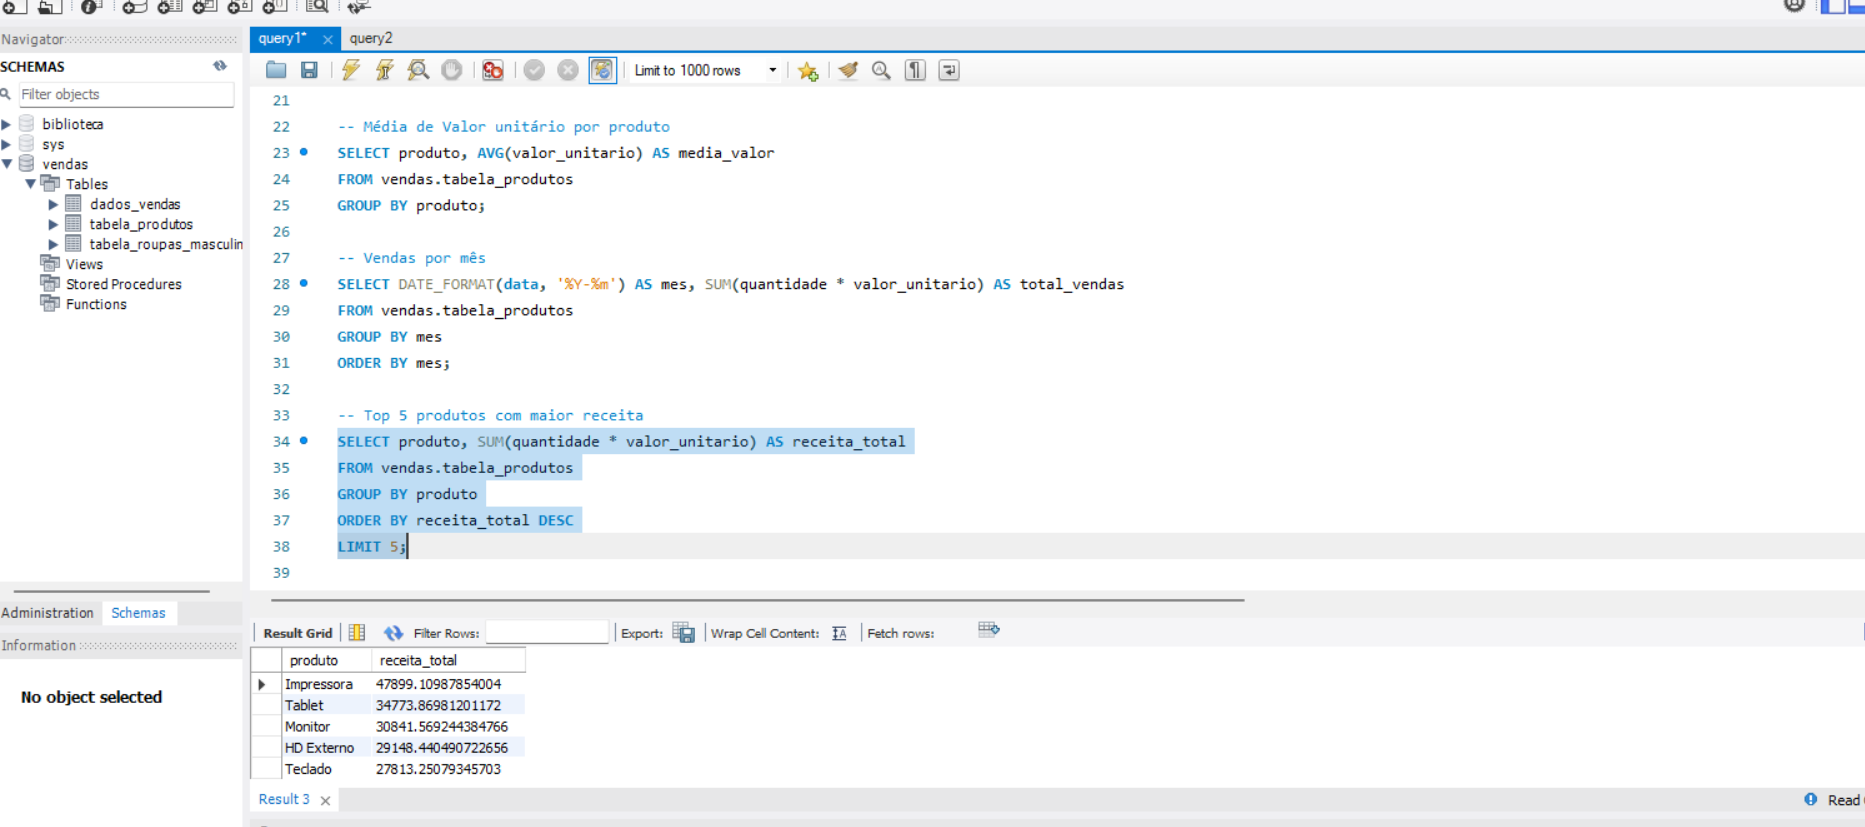 Navigator
query1*
query2
SCHEMAS
Limit to 1000 rows
Filter objects
biblioteca
sys
vendas
Tables
dados_vendas
tabela_produtos
tabela_roupas_masculin
Views
Stored Procedures
Functions
21
22 -- Média de Valor unitário por produto
23 SELECT produto, AVG(valor_unitario) AS media_valor
24 FROM vendas.tabela_produtos
25 GROUP BY produto;
26
27 -- Vendas por mês
28 SELECT DATE_FORMAT(data, '%Y-%m') AS mes, SUM(quantidade * valor_unitario) AS total_vendas
29 FROM vendas.tabela_produtos
30 GROUP BY mes
31 ORDER BY mes;
32
33 -- Top 5 produtos com maior receita
34 SELECT produto, SUM(quantidade * valor_unitario) AS receita_total
35 FROM vendas.tabela_produtos
36 GROUP BY produto
37 ORDER BY receita_total DESC
38 LIMIT 5;
39
Administration Schemas
Information
No object selected
Result Grid Filter Rows: Export: Wrap Cell Content: Fetch rows:
produto receita_total
Impressora 47899.10987854004
Tablet 34773.86981201172
Monitor 30841.569244384766
HD Externo 29148.440490722656
Teclado 27813.25079345703
Result 3
Read